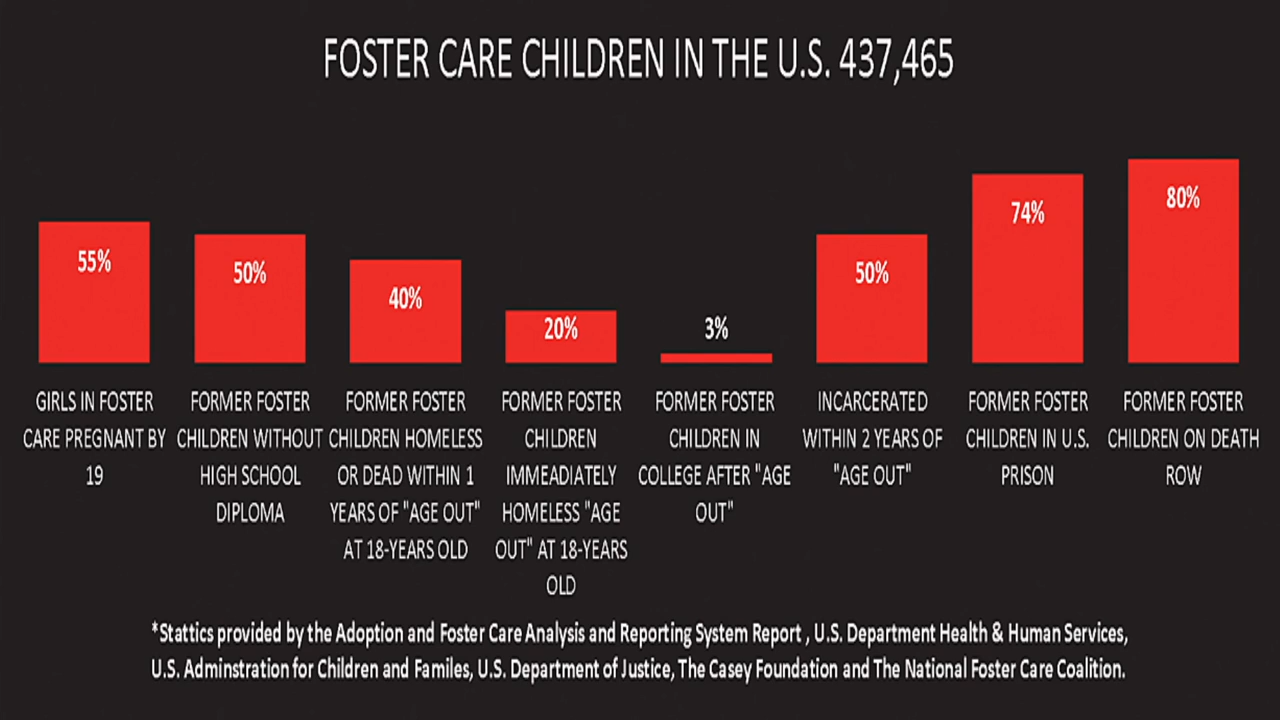 FOSTER CARE CHILDREN IN THE U.S. 437,465
55%
50%
40%
20%
3%
50%
74%
80%
GIRLS IN FOSTER
CARE PREGNANT BY
19
FORMER FOSTER
CHILDREN WITHOUT
HIGH SCHOOL
DIPLOMA
FORMER FOSTER
CHILDREN HOMELESS
OR DEAD WITHIN 1
YEARS OF "AGE OUT"
AT 18-YEARS OLD
FORMER FOSTER
CHILDREN
IMMEADIATELY
HOMELESS "AGE
OUT" AT 18-YEARS
OLD
FORMER FOSTER
CHILDREN IN
COLLEGE AFTER "AGE
OUT"
INCARCERATED
WITHIN 2 YEARS OF
"AGE OUT"
FORMER FOSTER
CHILDREN IN U.S.
PRISON
FORMER FOSTER
CHILDREN ON DEATH
ROW
*Stattics provided by the Adoption and Foster Care Analysis and Reporting System Report , U.S. Department Health & Human Services,
U.S. Adminstration for Children and Familes, U.S. Department of Justice, The Casey Foundation and The National Foster Care Coalition.